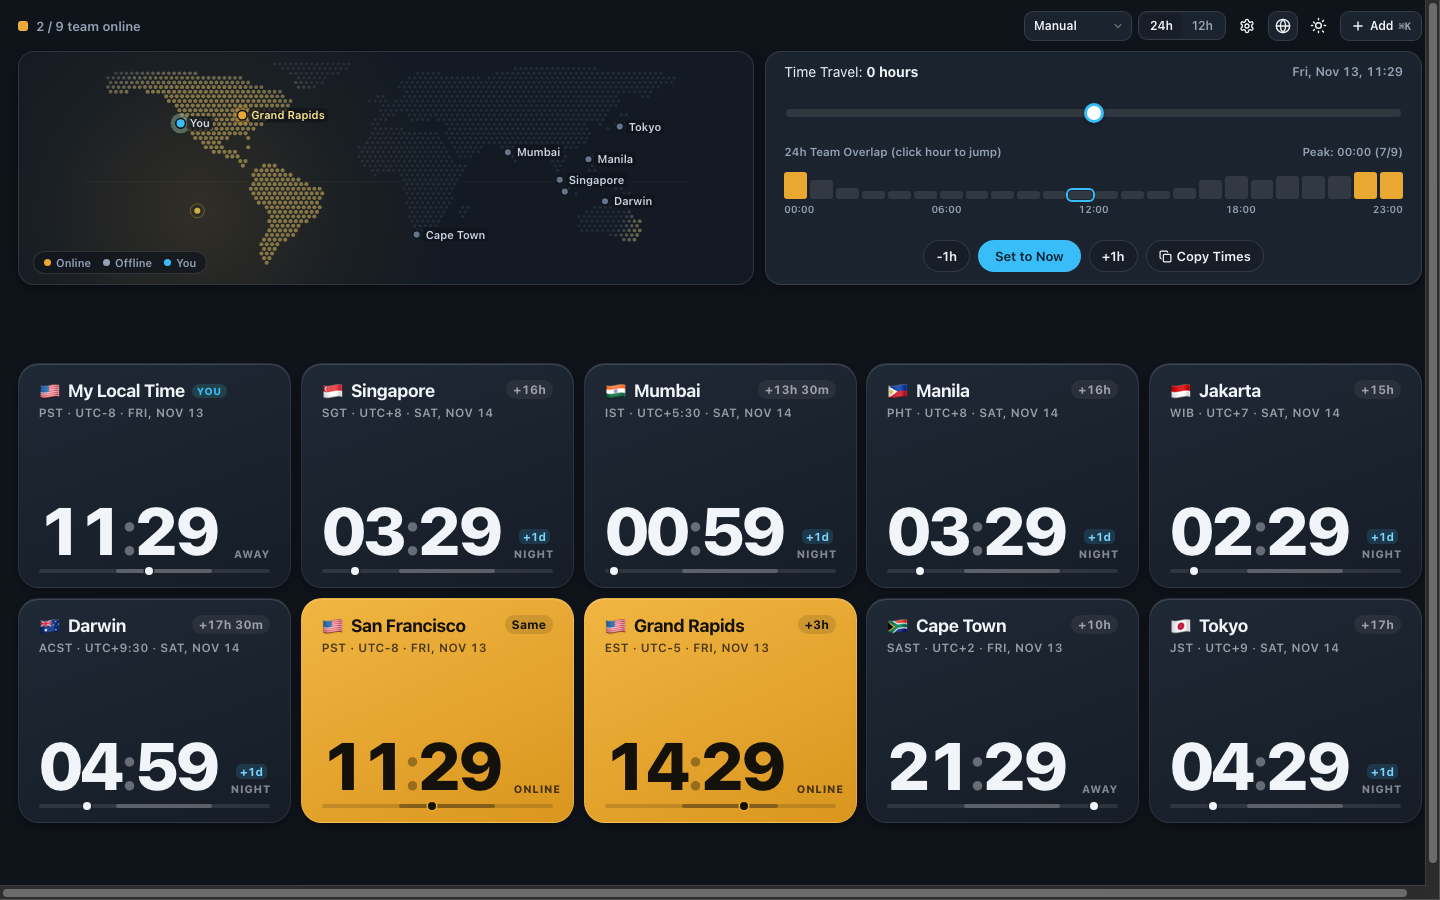 2 / 9 team online
Manual
24h
12h
+ Add ⌘K
You
Grand Rapids
Tokyo
Mumbai
Manila
Singapore
Darwin
Cape Town
Online
Offline
You
Time Travel: 0 hours
Fri, Nov 13, 11:29
24h Team Overlap (click hour to jump)
Peak: 00:00 (7/9)
00:00
06:00
12:00
18:00
23:00
-1h
Set to Now
+1h
Copy Times
My Local Time YOU
PST · UTC-8 · FRI, NOV 13
11:29
AWAY
Singapore
+16h
SGT · UTC+8 · SAT, NOV 14
03:29
+1d
NIGHT
Mumbai
+13h 30m
IST · UTC+5:30 · SAT, NOV 14
00:59
+1d
NIGHT
Manila
+16h
PHT · UTC+8 · SAT, NOV 14
03:29
+1d
NIGHT
Jakarta
+15h
WIB · UTC+7 · SAT, NOV 14
02:29
+1d
NIGHT
Darwin
+17h 30m
ACST · UTC+9:30 · SAT, NOV 14
04:59
+1d
NIGHT
San Francisco
Same
PST · UTC-8 · FRI, NOV 13
11:29
ONLINE
Grand Rapids
+3h
EST · UTC-5 · FRI, NOV 13
14:29
ONLINE
Cape Town
+10h
SAST · UTC+2 · FRI, NOV 13
21:29
AWAY
Tokyo
+17h
JST · UTC+9 · SAT, NOV 14
04:29
+1d
NIGHT